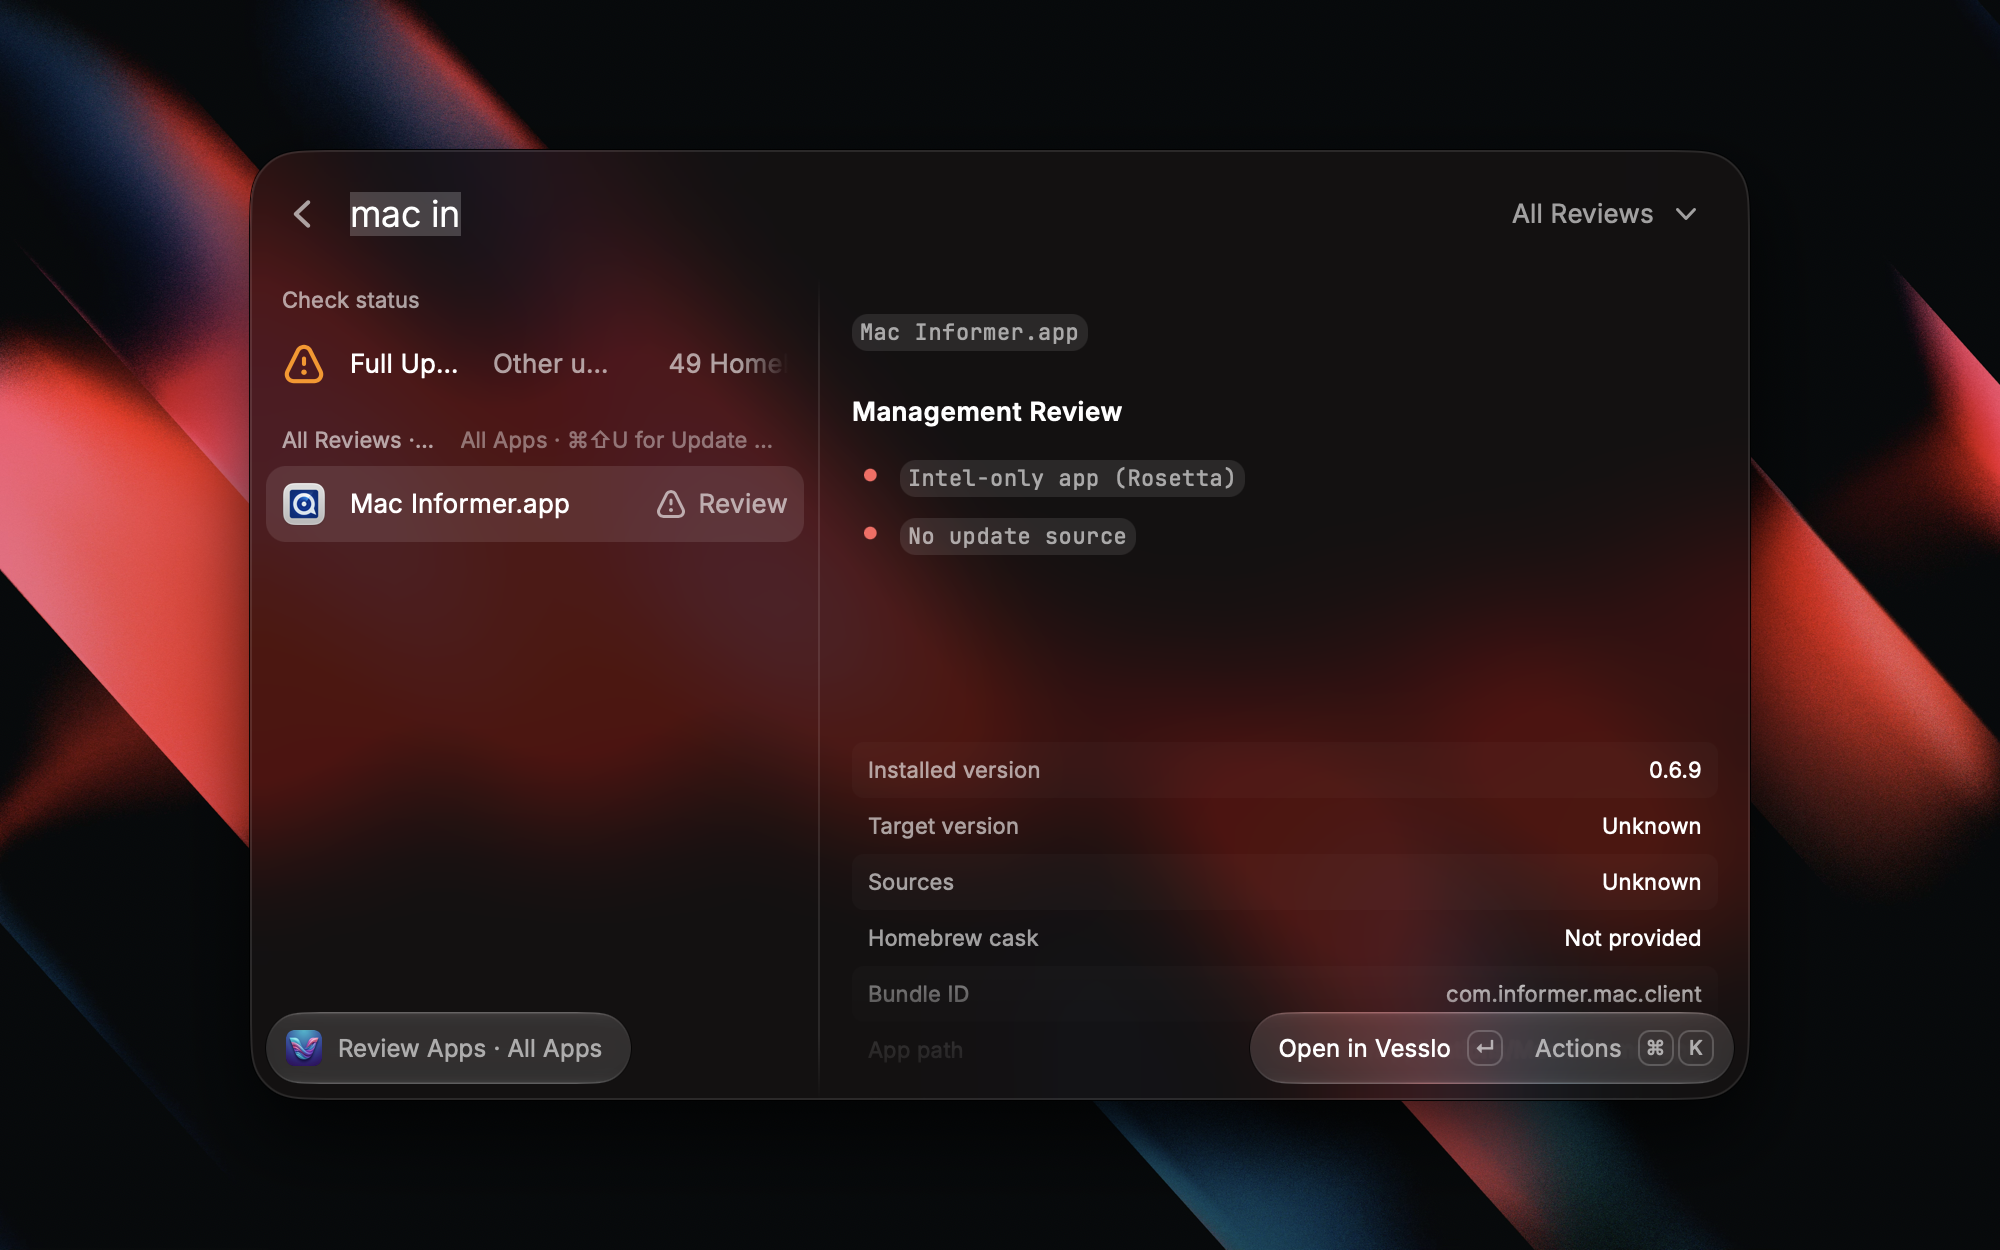 mac in
All Reviews
Check status
Full Up... Other u... 49 Home
All Reviews ·... All Apps · ⌘⇧U for Update ...
Mac Informer.app Review
Mac Informer.app
Management Review
Intel-only app (Rosetta)
No update source
Installed version 0.6.9
Target version Unknown
Sources Unknown
Homebrew cask Not provided
Bundle ID com.informer.mac.client
App path
Review Apps · All Apps
Open in Vesslo ↵ Actions ⌘ K